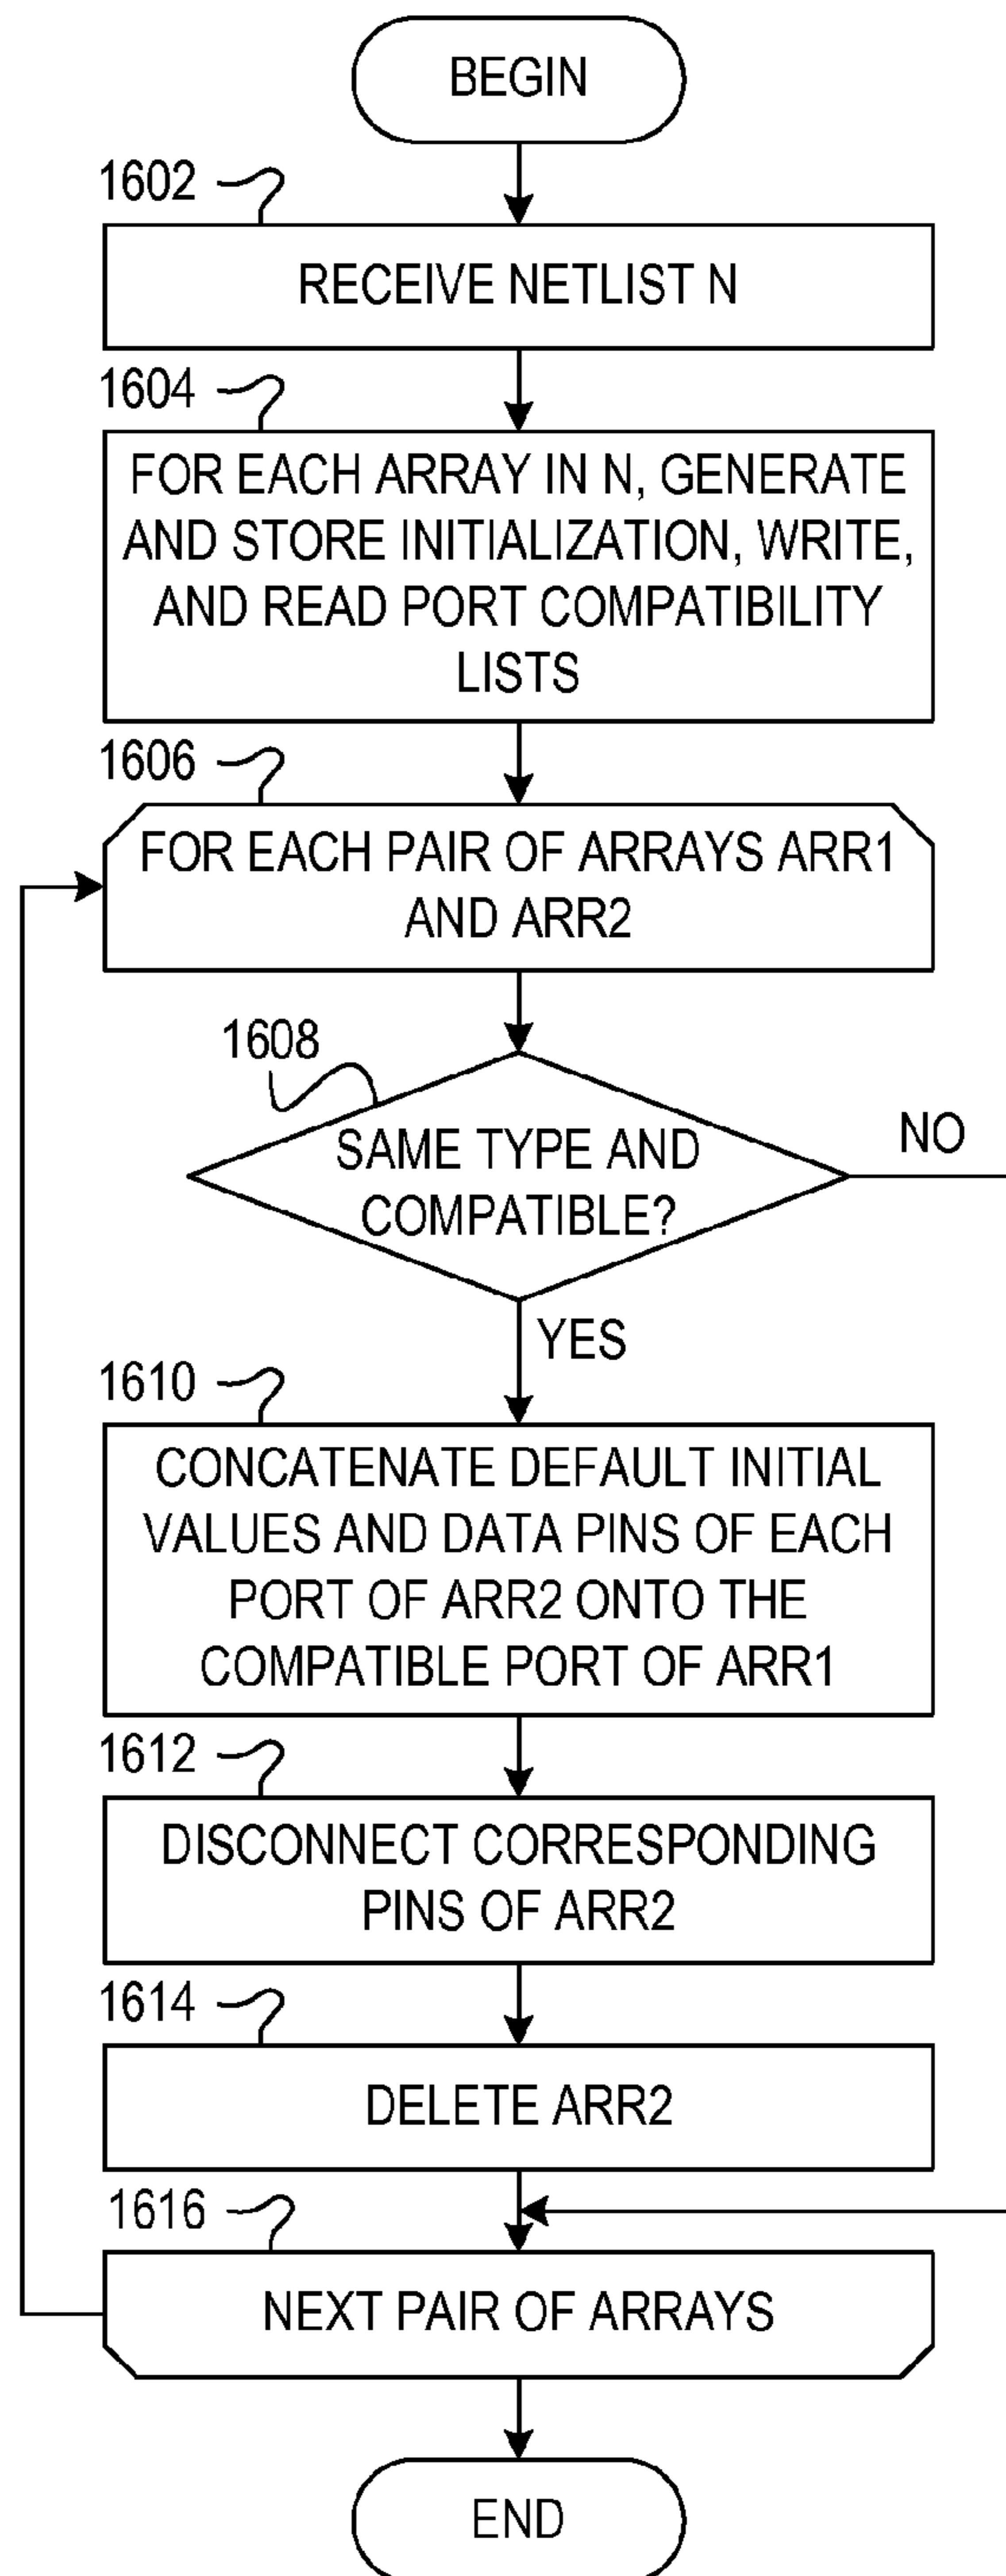 BEGIN
1602
RECEIVE NETLIST N
1604
FOR EACH ARRAY IN N, GENERATE
AND STORE INITIALIZATION, WRITE,
AND READ PORT COMPATIBILITY
LISTS
1606
FOR EACH PAIR OF ARRAYS ARR1
AND ARR2
1608
SAME TYPE AND
COMPATIBLE?
NO
YES
1610
CONCATENATE DEFAULT INITIAL
VALUES AND DATA PINS OF EACH
PORT OF ARR2 ONTO THE
COMPATIBLE PORT OF ARR1
1612
DISCONNECT CORRESPONDING
PINS OF ARR2
1614
DELETE ARR2
1616
NEXT PAIR OF ARRAYS
END